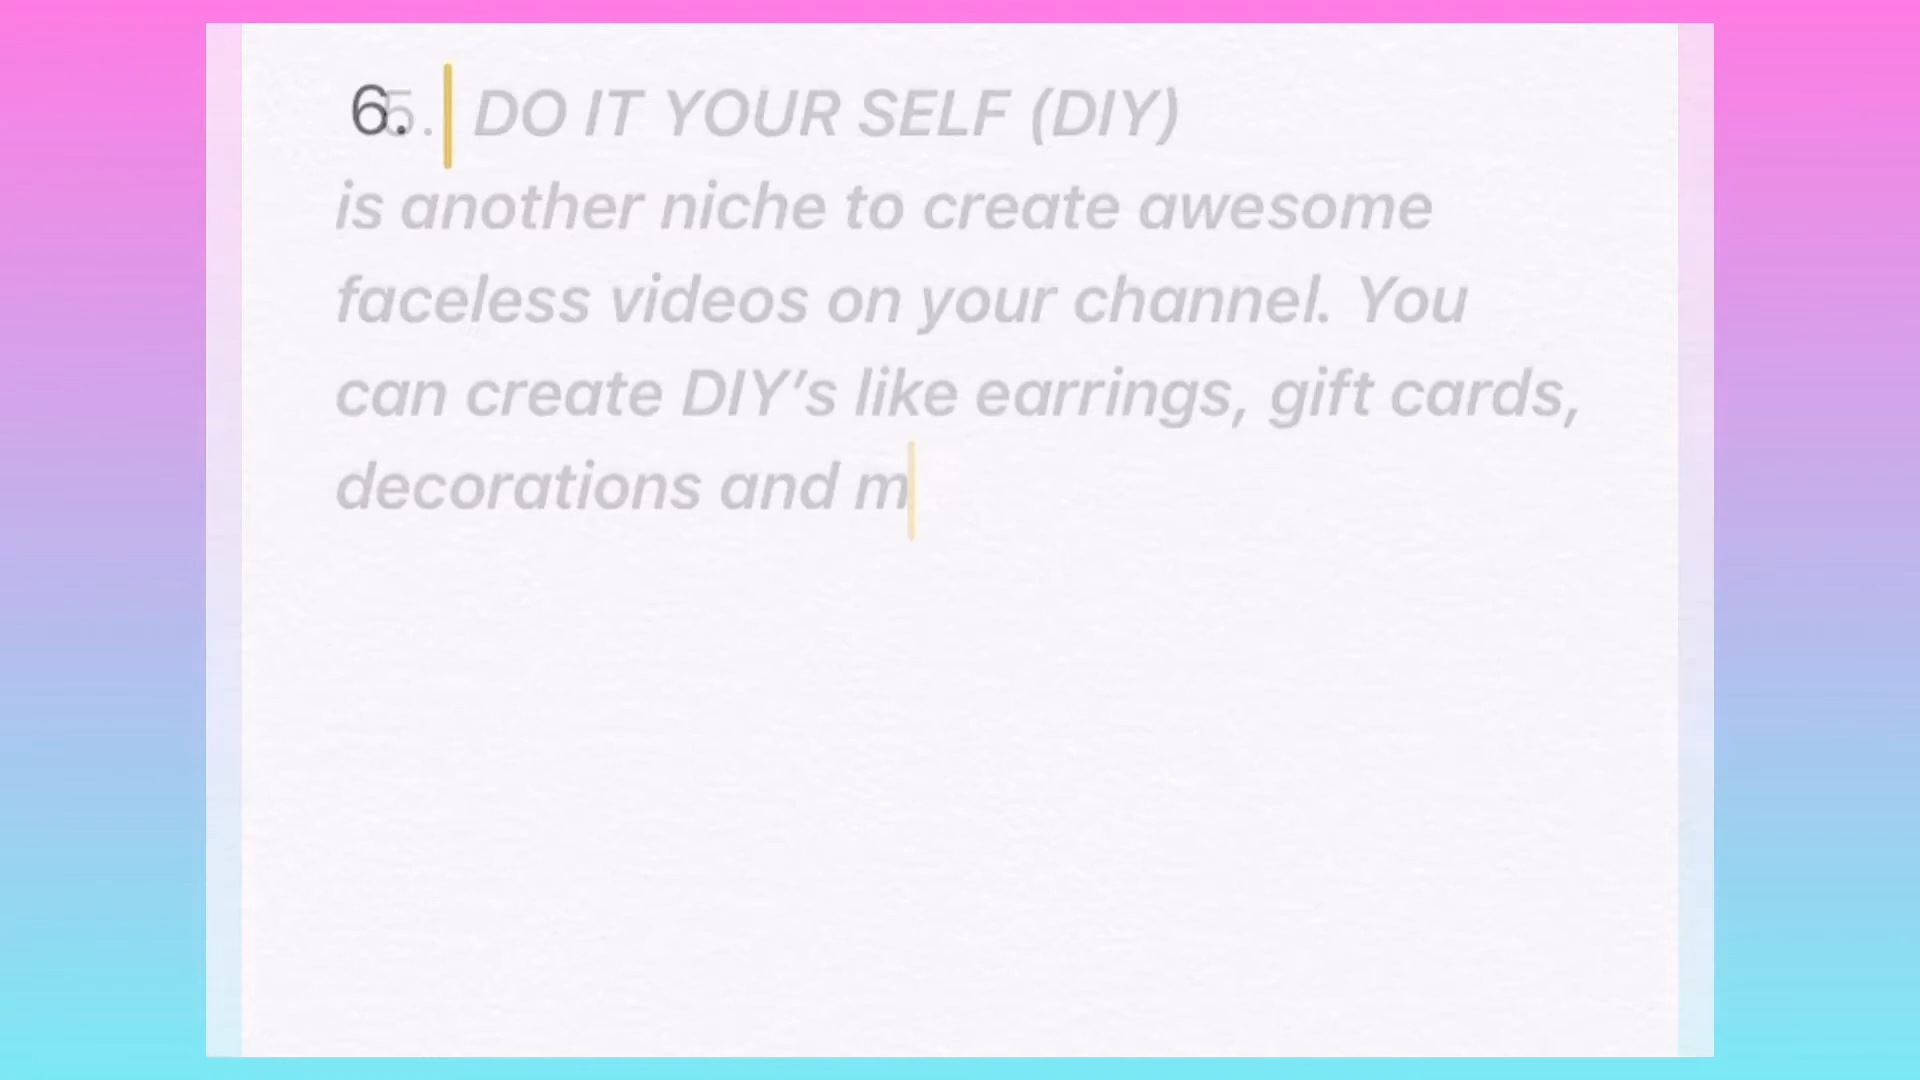 6. 5. DO IT YOUR SELF (DIY)
is another niche to create awesome
faceless videos on your channel. You
can create DIY’s like earrings, gift cards,
decorations and m